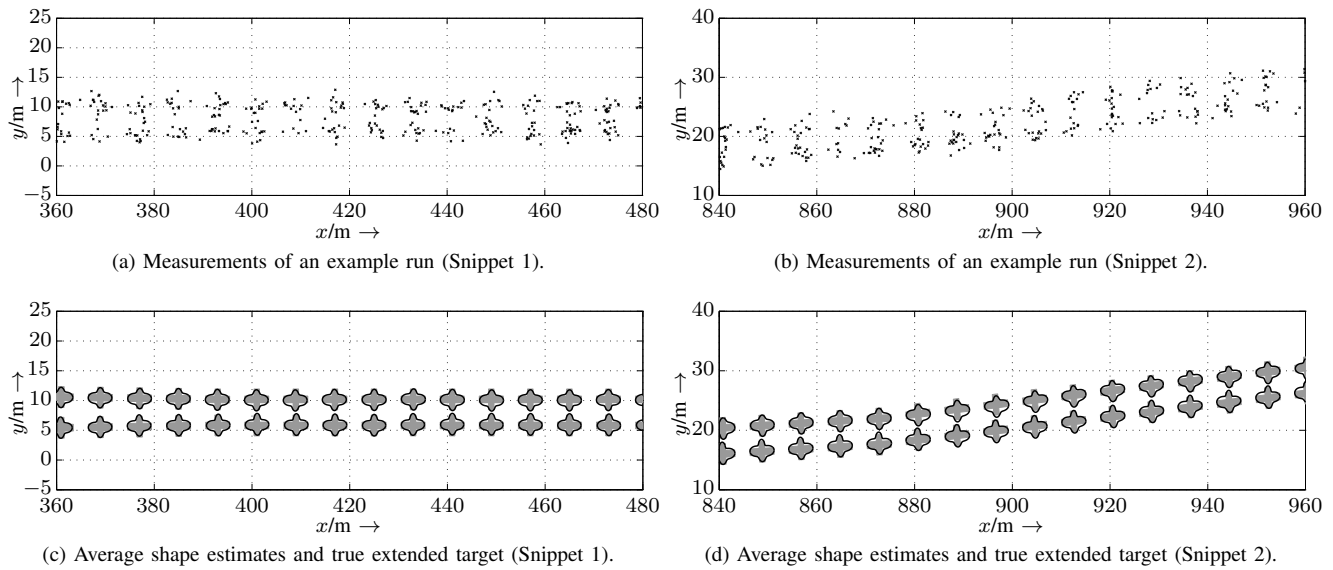 25
20
15
10
5
0
−5
y/m →
360 380 400 420 440 460 480
x/m →
(a) Measurements of an example run (Snippet 1).
40
30
20
10
y/m →
840 860 880 900 920 940 960
x/m →
(b) Measurements of an example run (Snippet 2).
25
20
15
10
5
0
−5
y/m →
360 380 400 420 440 460 480
x/m →
(c) Average shape estimates and true extended target (Snippet 1).
40
30
20
10
y/m →
840 860 880 900 920 940 960
x/m →
(d) Average shape estimates and true extended target (Snippet 2).